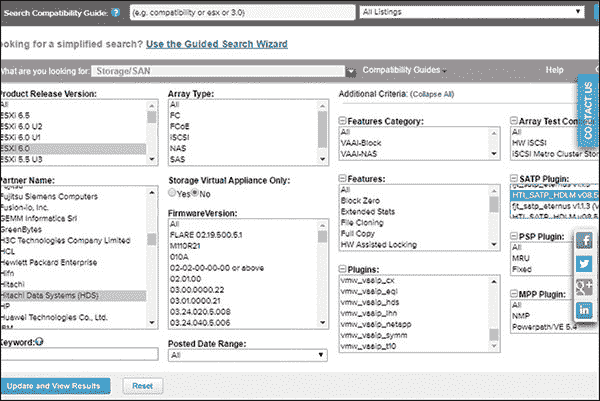 Search Compatibility Guide: ?
(e.g. compatibility or esx or 3.0)
All Listings
ooking for a simplified search? Use the Guided Search Wizard
What are you looking for: Storage/SAN
Compatibility Guides
Help
CONTACT US
Product Release Version:
All
ESXi 6.5
ESXi 6.0 U2
ESXi 6.0 U1
ESXi 6.0
ESXi 5.5 U3
Partner Name:
Fujitsu
Fujitsu Siemens Computers
Fusion-io, Inc.
GEMM Informatica Srl
GreenBytes
H3C Technologies Company Limited
HCL
Hewlett Packard Enterprise
Hifn
Hitachi
Hitachi Data Systems (HDS)
HP
Huawei Technologies Co., Ltd.
IBM
Keyword:
Array Type:
All
FC
FCoE
iSCSI
NAS
SAS
Storage Virtual Appliance Only:
Yes No
FirmwareVersion:
All
FLARE 02.19.500.5.1
M110R21
010A
02-02-00-00-00 or above
02.01.00
03.00.0000.22
03.01.0000.21
03.24.020.5.008
03.24.040.5.006
Posted Date Range:
All
Additional Criteria: (Collapse All)
Features Category:
All
VAAI-Block
VAAI-NAS
Features:
All
Block Zero
Extended Stats
File Cloning
Full Copy
HW Assisted Locking
Plugins:
vmw_vaaip_cx
vmw_vaaip_eql
vmw_vaaip_hds
vmw_vaaip_lhn
vmw_vaaip_netapp
vmw_vaaip_symm
vmw_vaaip_t10
Array Test Con
All
HW iSCSI
iSCSI Metro Cluster Stor
SATP Plugin:
fjt_satp_eternus v1.1.3 (V
HTI_SATP_HDLM v08.5
PSP Plugin:
All
MRU
Fixed
MPP Plugin:
All
NMP
Powerpath/VE 5.4
Update and View Results
Reset